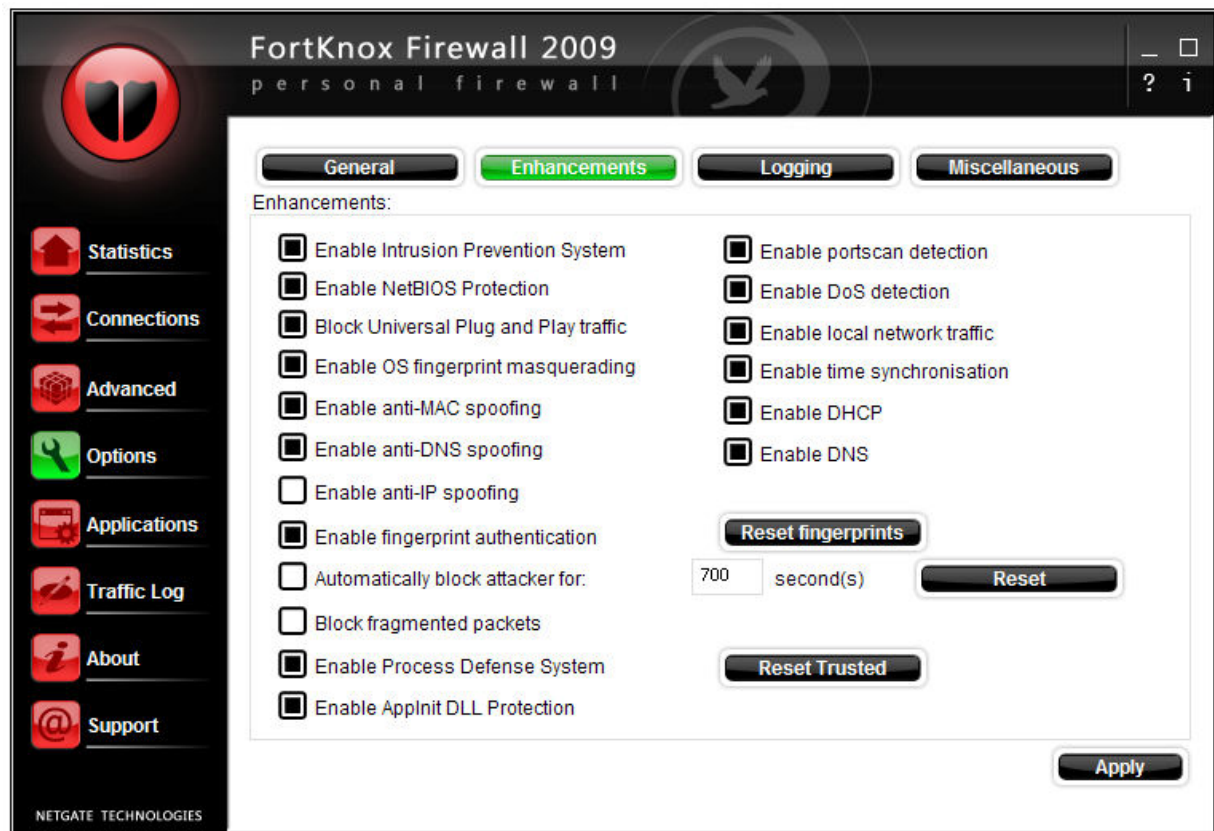 FortKnox Firewall 2009
personal firewall
? i
General
Enhancements
Logging
Miscellaneous
Enhancements:
Statistics
Connections
Advanced
Options
Applications
Traffic Log
About
Support
NETGATE TECHNOLOGIES
Enable Intrusion Prevention System
Enable NetBIOS Protection
Block Universal Plug and Play traffic
Enable OS fingerprint masquerading
Enable anti-MAC spoofing
Enable anti-DNS spoofing
Enable anti-IP spoofing
Enable fingerprint authentication
Automatically block attacker for:
Block fragmented packets
Enable Process Defense System
Enable AppInit DLL Protection
Enable portscan detection
Enable DoS detection
Enable local network traffic
Enable time synchronisation
Enable DHCP
Enable DNS
Reset fingerprints
700 second(s)
Reset
Reset Trusted
Apply